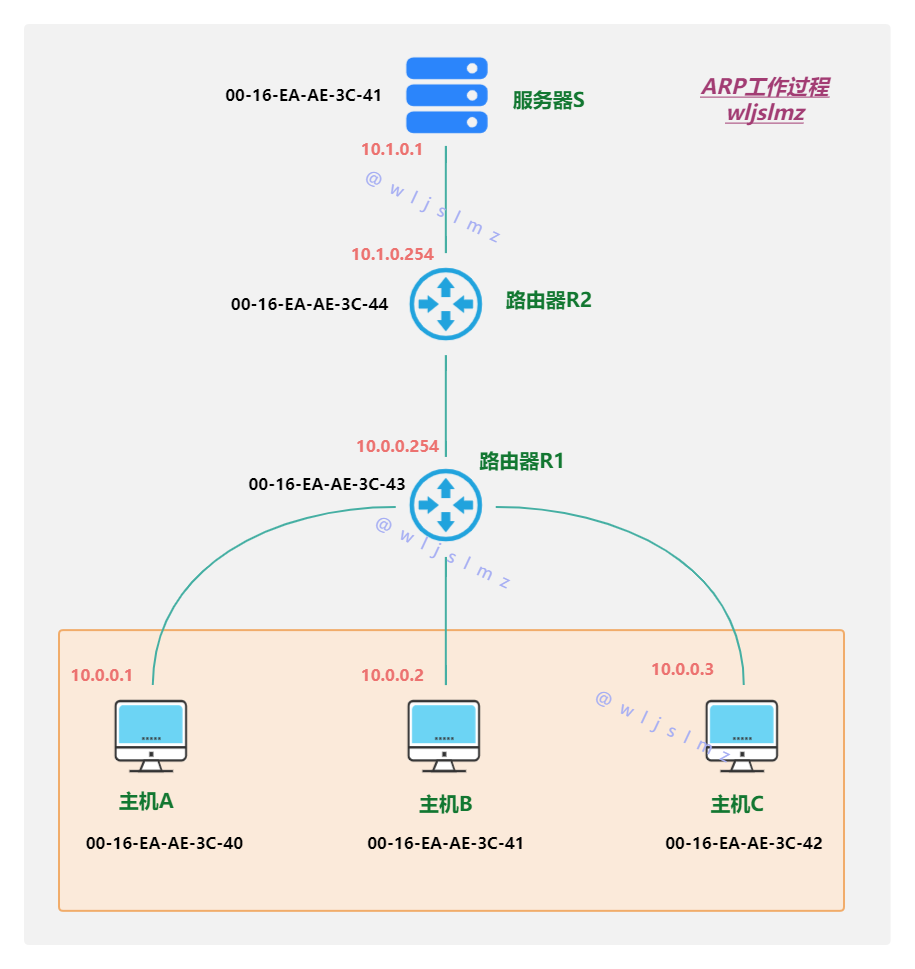 ARP工作过程
wljslmz
00-16-EA-AE-3C-41
服务器S
10.1.0.1
@wljslmz
10.1.0.254
00-16-EA-AE-3C-44
路由器R2
10.0.0.254
路由器R1
00-16-EA-AE-3C-43
@wljslmz
10.0.0.1
10.0.0.2
10.0.0.3
@wljslmz
*****
*****
*****
主机A
主机B
主机C
00-16-EA-AE-3C-40
00-16-EA-AE-3C-41
00-16-EA-AE-3C-42